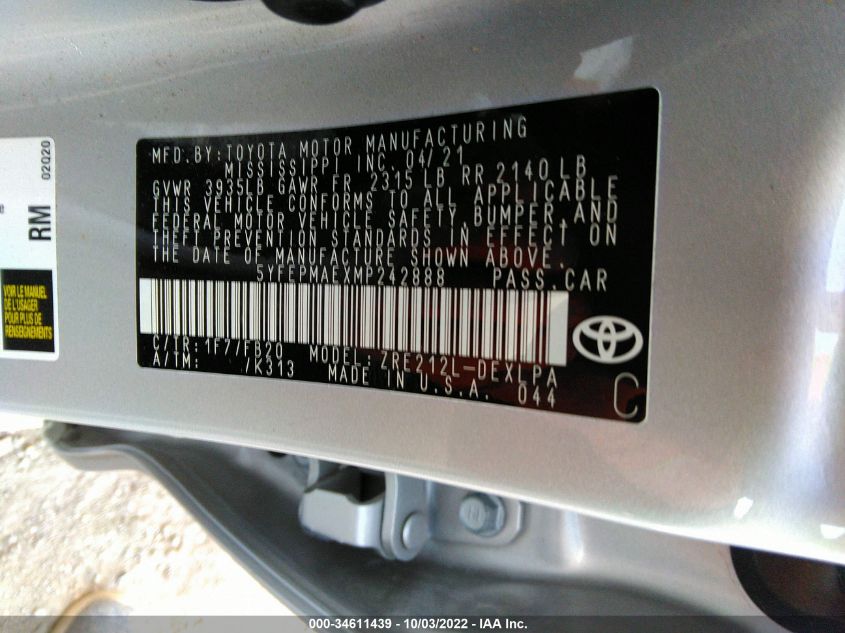 MFD.BY:TOYOTA MOTOR MANUFACTURING
MISSISSIPPI INC. 04/21
GVWR 3935LB GAWR FR 2315 LB RR 2140 LB
THIS VEHICLE CONFORMS TO ALL APPLICABLE
FEDERAL MOTOR VEHICLE SAFETY, BUMPER,AND
THEFT PREVENTION STANDARDS IN EFFECT ON
THE DATE OF MANUFACTURE SHOWN ABOVE.
5YFEPMAEXMP242888 PASS.CAR
C/TR: 1F7/FB20 MODEL: ZRE212L-DEXLPA
A/TM: /K313 MADE IN U.S.A. 044
C
02020
RM
e
VOIR LE MANUEL
DE L'USAGER
POUR PLUS DE
RENSEIGNEMENTS
000-34611439 - 10/03/2022 - IAA Inc.